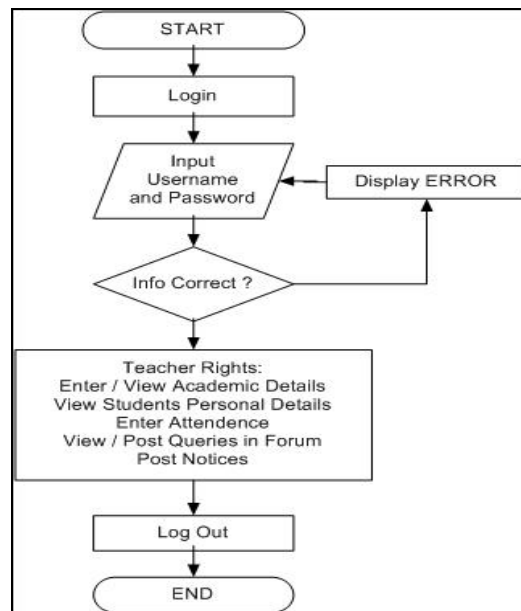 START
Login
Input
Username
and Password
Display ERROR
Info Correct ?
Teacher Rights:
Enter / View Academic Details
View Students Personal Details
Enter Attendence
View / Post Queries in Forum
Post Notices
Log Out
END